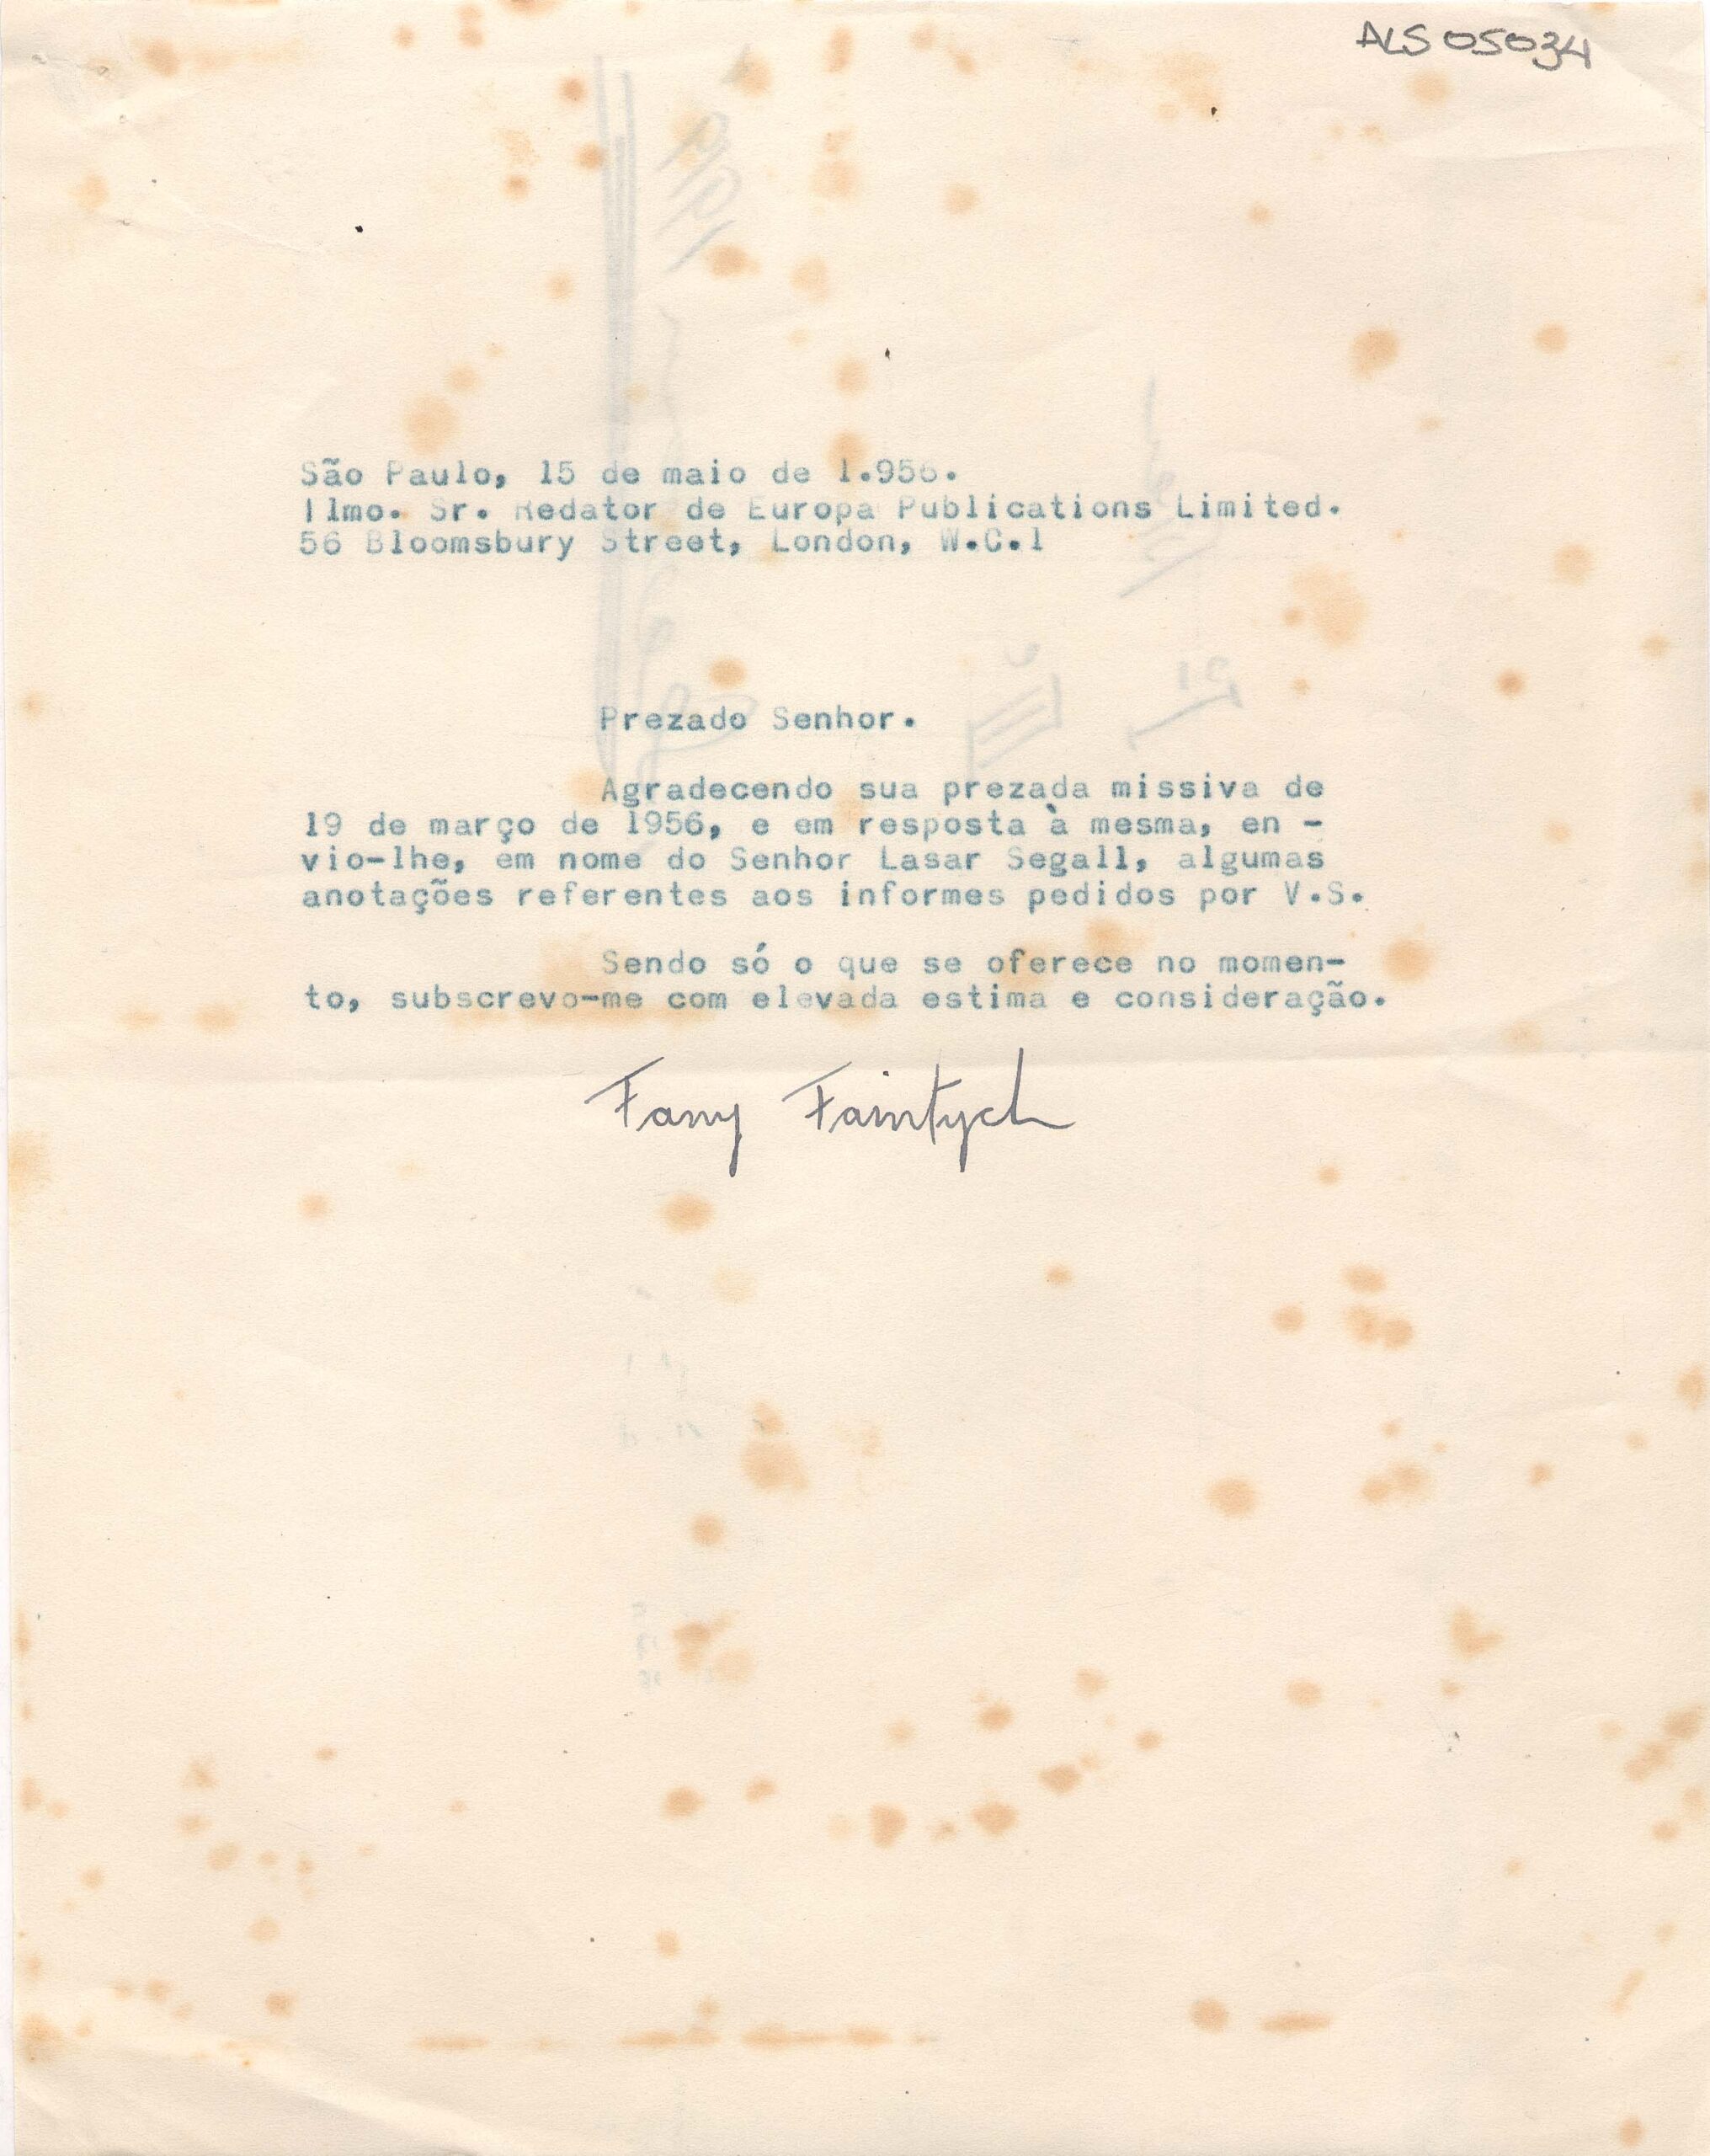 ALS 05034
São Paulo, 15 de maio de 1.956.
Ilmo. Sr. Redator de Europa Publications Limited.
56 Bloomsbury Street, London, W.C.1
Prezado Senhor.
Agradecendo sua prezada missiva de
19 de março de 1956, e em resposta à mesma, en -
vio-lhe, em nome do Senhor Lasar Segall, algumas
anotações referentes aos informes pedidos por V.S.
Sendo só o que se oferece no momen-
to, subscrevo-me com elevada estima e consideração.
Fany Faintych